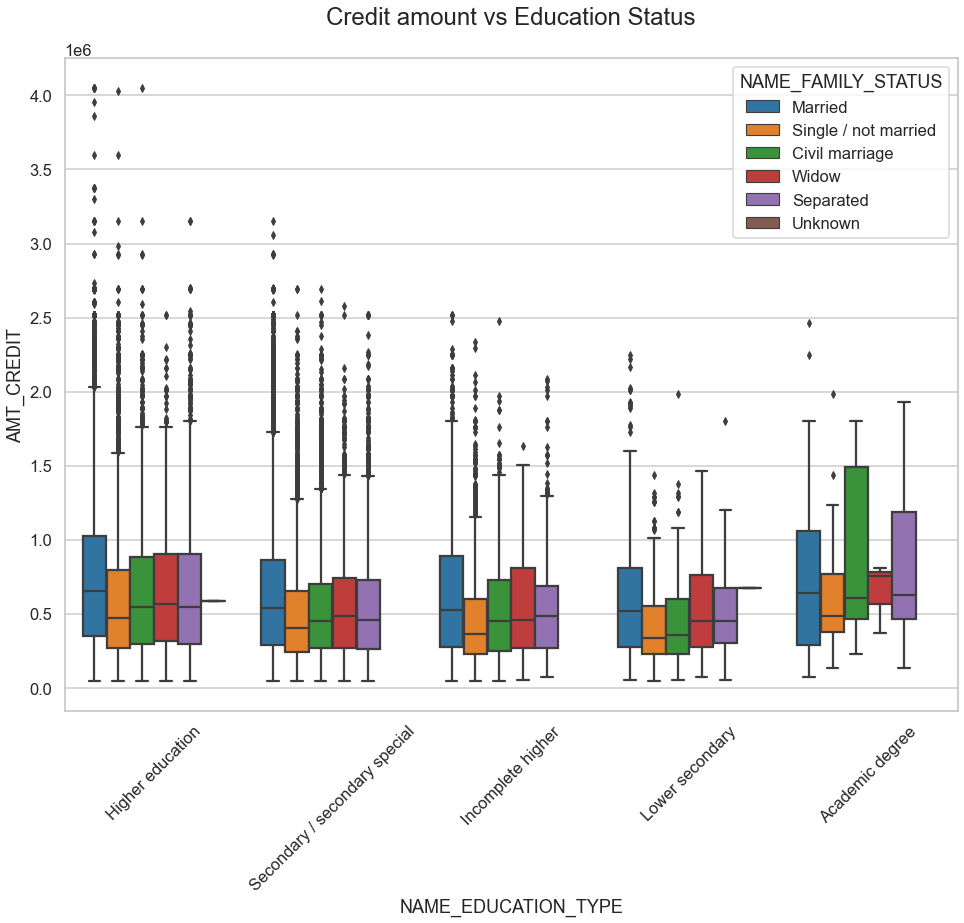 Credit amount vs Education Status
1e6
4.0
3.5
3.0
2.5
2.0
1.5
1.0
0.5
0.0
AMT_CREDIT
NAME_FAMILY_STATUS
Married
Single / not married
Civil marriage
Widow
Separated
Unknown
Higher education
Secondary / secondary special
Incomplete higher
Lower secondary
Academic degree
NAME_EDUCATION_TYPE